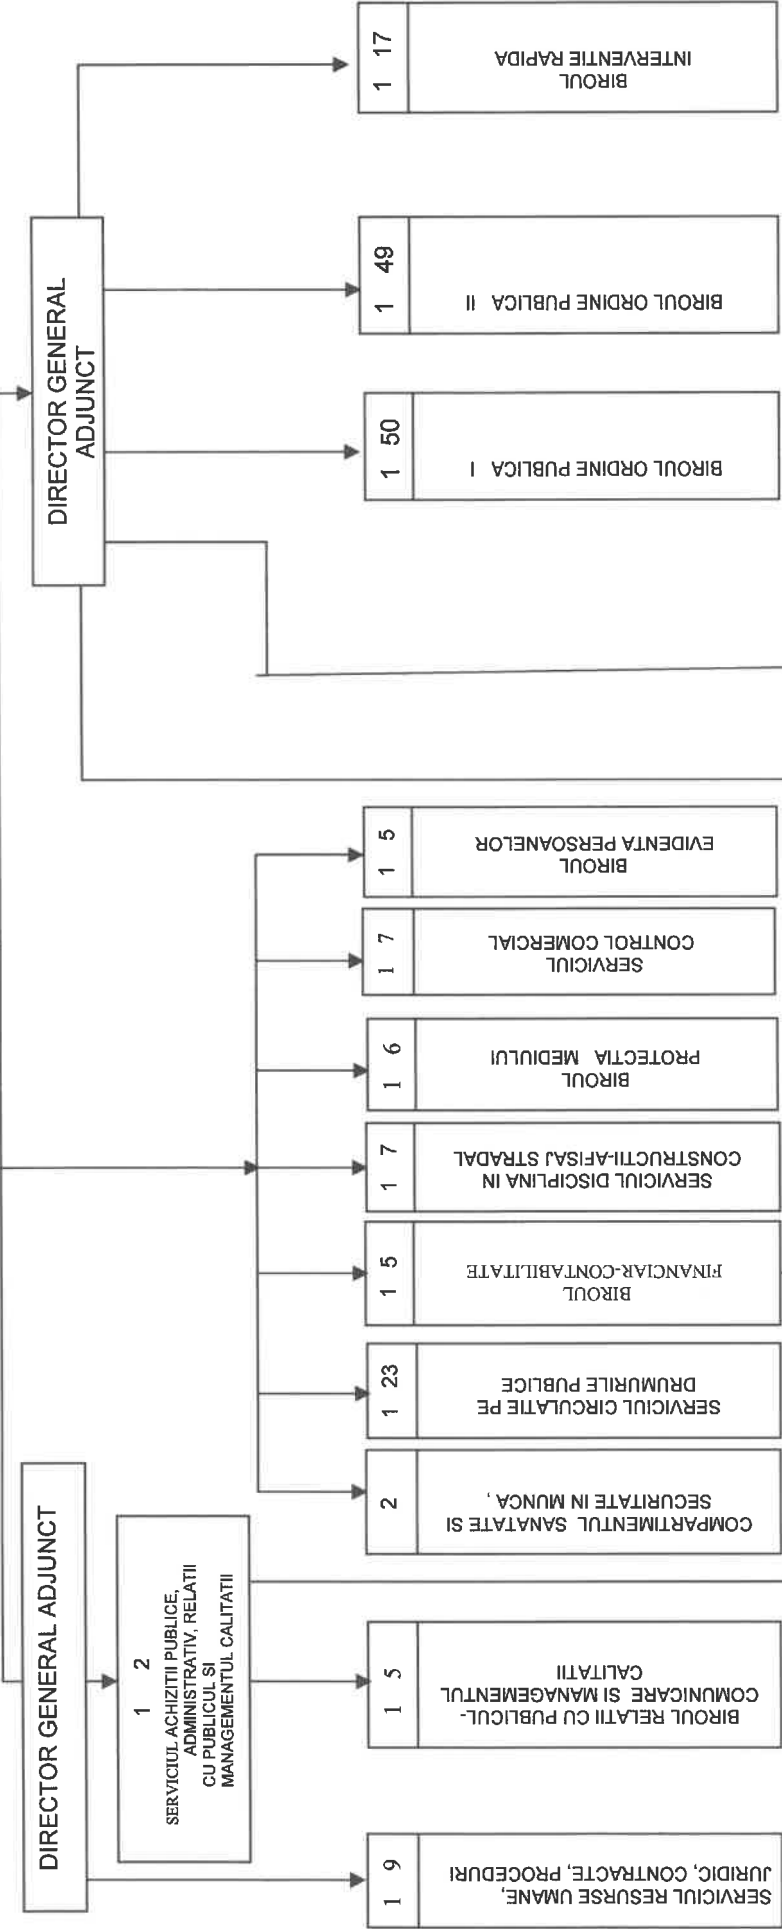 DIRECTOR GENERAL ADJUNCT
DIRECTOR GENERAL
ADJUNCT
1 2
SERVICIUL ACHIZITII PUBLICE,
ADMINISTRATIV, RELATII
CU PUBLICUL SI
MANAGEMENTUL CALITATII
1 9
SERVICIUL RESURSE UMANE,
JURIDIC, CONTRACTE, PROCEDURI
1 5
BIROUL RELATII CU PUBLICUL-
COMUNICARE SI MANAGEMENTUL
CALITATII
2
COMPARTIMENTUL SANATATE SI
SECURITATE IN MUNCA,
1 23
SERVICIUL CIRCULATIE PE
DRUMURILE PUBLICE
1 5
BIROUL
FINANCIAR-CONTABILITATE
1 7
SERVICIUL DISCIPLINA IN
CONSTRUCTII-AFISAJ STRADAL
1 6
BIROUL
PROTECTIA MEDIULUI
1 7
SERVICIUL
CONTROL COMERCIAL
1 5
BIROUL
EVIDENTA PERSOANELOR
1 50
BIROUL ORDINE PUBLICA I
1 49
BIROUL ORDINE PUBLICA II
1 17
BIROUL
INTERVENTIE RAPIDA